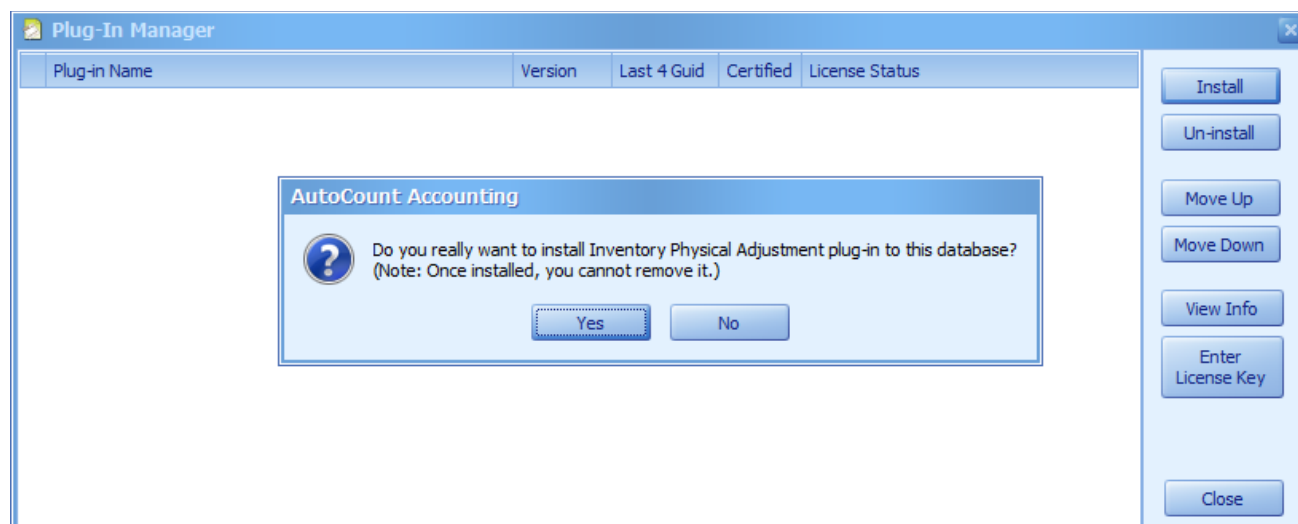 Plug-In Manager
Plug-in Name Version Last 4 Guid Certified License Status
Install
Un-install
Move Up
Move Down
View Info
Enter
License Key
Close
AutoCount Accounting
Do you really want to install Inventory Physical Adjustment plug-in to this database?
(Note: Once installed, you cannot remove it.)
Yes No